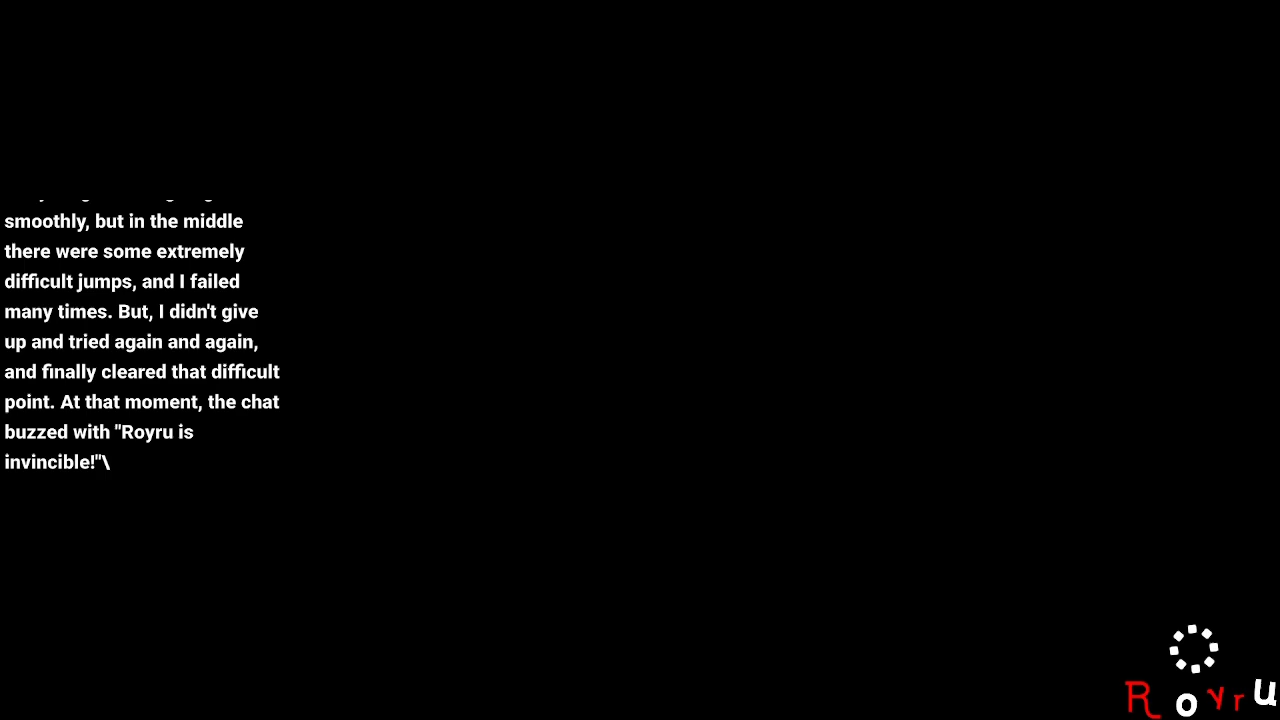 smoothly, but in the middle
there were some extremely
difficult jumps, and I failed
many times. But, I didn't give
up and tried again and again,
and finally cleared that difficult
point. At that moment, the chat
buzzed with "Royru is
invincible!"\
Royru